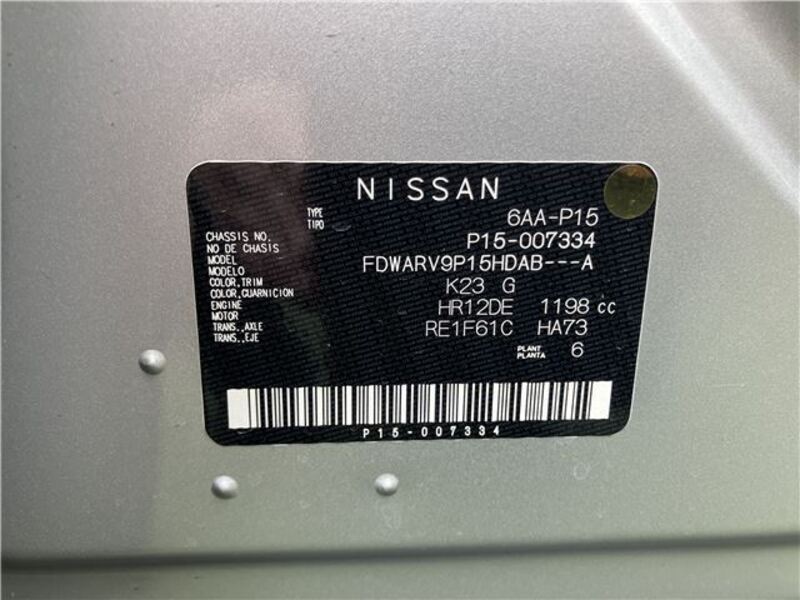 NISSAN
TYPE 6AA-P15
TIPO
CHASSIS NO. P15-007334
NO DE CHASIS
MODEL FDWARV9P15HDAB---A
MODELO
COLOR,TRIM K23 G
COLOR,GUARNICION
ENGINE HR12DE 1198 cc
MOTOR
TRANS.,AXLE RE1F61C HA73
TRANS.,EJE
PLANT 6
PLANTA
P15-007334